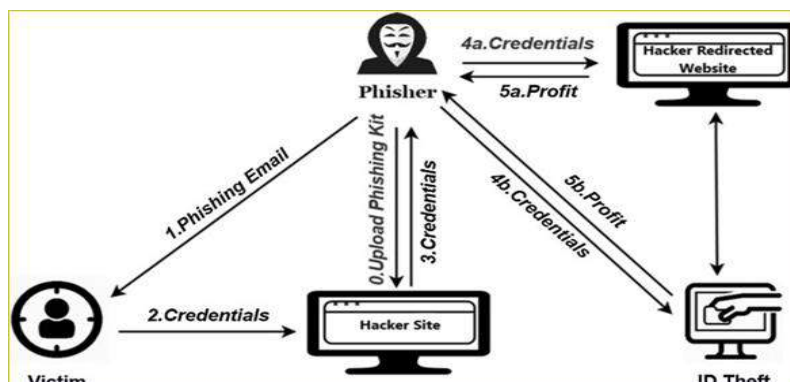 4a.Credentials
5a.Profit
Hacker Redirected
Website
Phisher
1.Phishing Email
0.Upload Phishing Kit
3.Credentials
5b.Profit
4b.Credentials
2.Credentials
Hacker Site
Victim
ID Theft